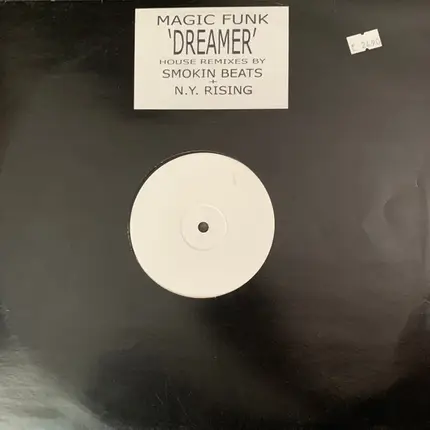 MAGIC FUNK
'DREAMER'
HOUSE REMIXES BY
SMOKIN BEATS
+
N.Y. RISING